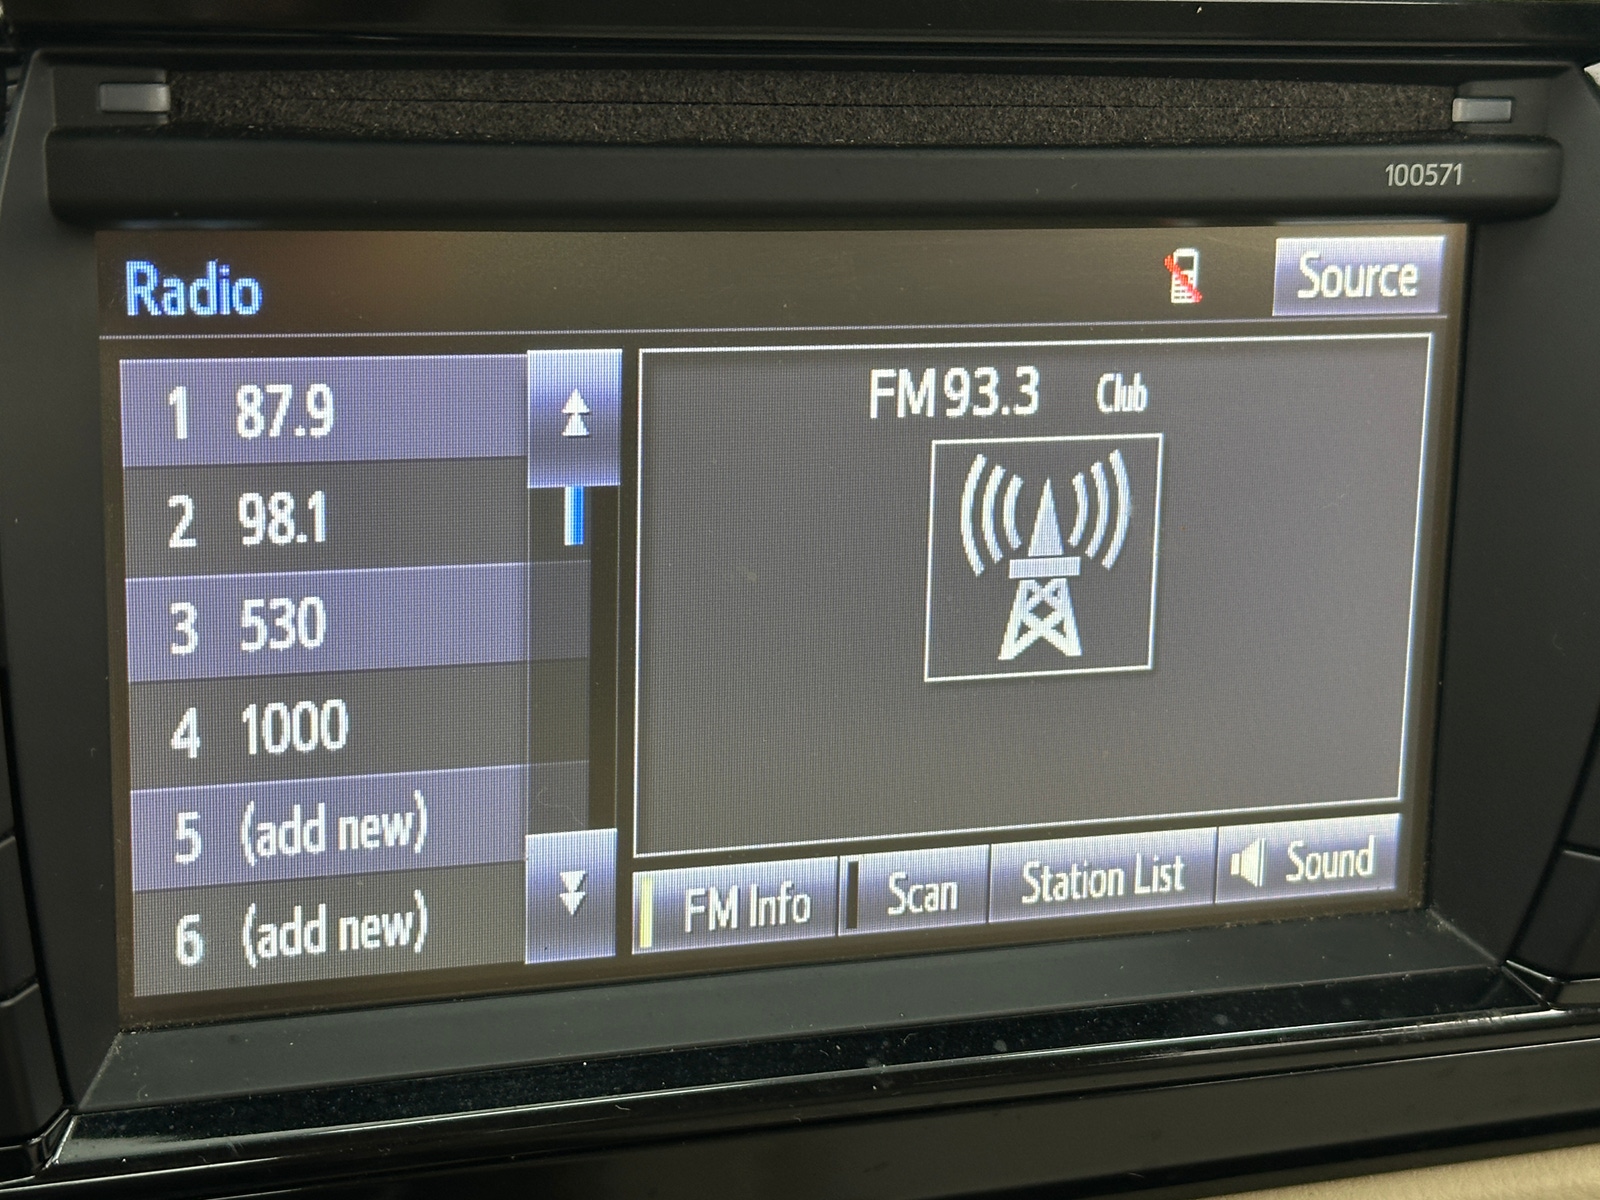 100571
Radio
Source
1 87.9
2 98.1
3 530
4 1000
5 (add new)
6 (add new)
FM 93.3 Club
FM Info
Scan
Station List
Sound